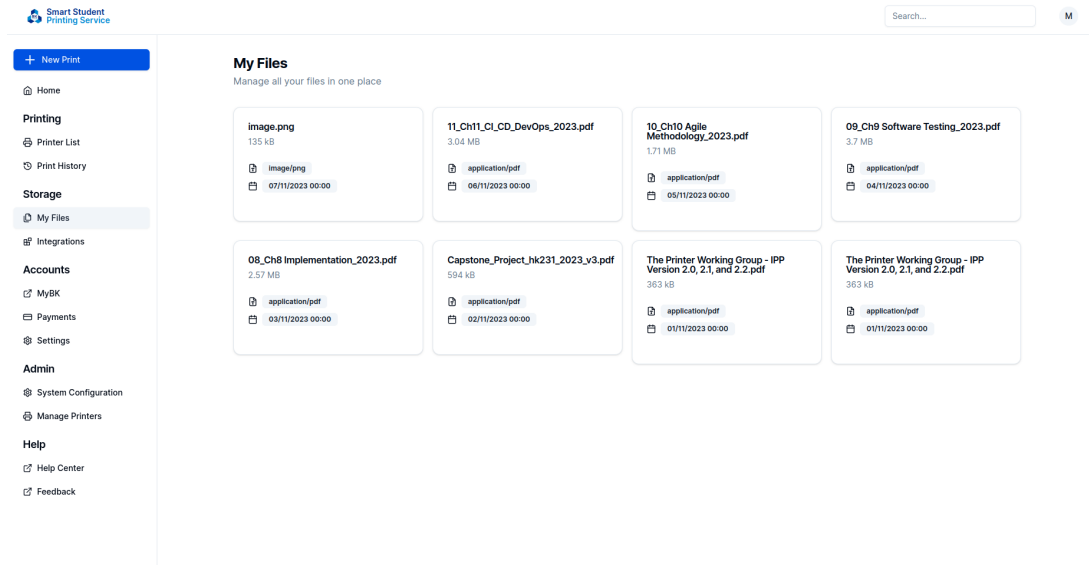 Smart Student
Printing Service
Search...
M
New Print
Home
Printing
Printer List
Print History
Storage
My Files
Integrations
Accounts
MyBK
Payments
Settings
Admin
System Configuration
Manage Printers
Help
Help Center
Feedback
My Files
Manage all your files in one place
image.png
135 kB
image/png
07/11/2023 00:00
11_Ch11_CI_CD_DevOps_2023.pdf
3.04 MB
application/pdf
06/11/2023 00:00
10_Ch10 Agile
Methodology_2023.pdf
1.71 MB
application/pdf
05/11/2023 00:00
09_Ch9 Software Testing_2023.pdf
3.7 MB
application/pdf
04/11/2023 00:00
08_Ch8 Implementation_2023.pdf
2.57 MB
application/pdf
03/11/2023 00:00
Capstone_Project_hk231_2023_v3.pdf
594 kB
application/pdf
02/11/2023 00:00
The Printer Working Group - IPP
Version 2.0, 2.1, and 2.2.pdf
363 kB
application/pdf
01/11/2023 00:00
The Printer Working Group - IPP
Version 2.0, 2.1, and 2.2.pdf
363 kB
application/pdf
01/11/2023 00:00